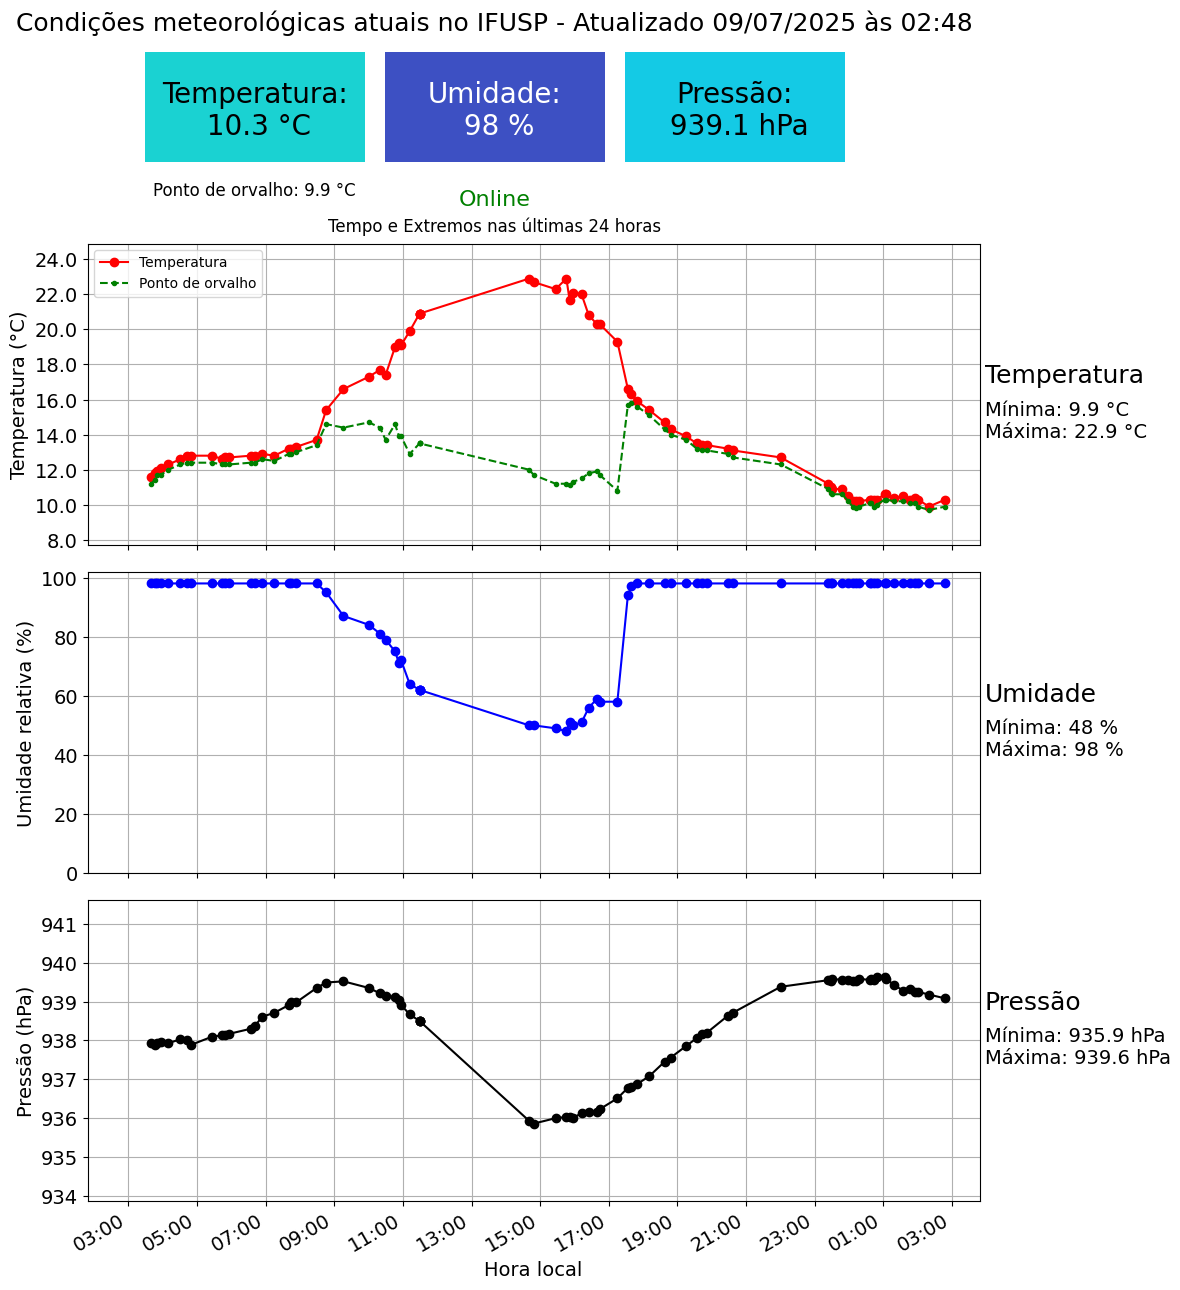 Condições meteorológicas atuais no IFUSP - Atualizado 09/07/2025 às 02:48
Temperatura:
10.3 °C
Umidade:
98 %
Pressão:
939.1 hPa
Ponto de orvalho: 9.9 °C
Online
Tempo e Extremos nas últimas 24 horas
Temperatura (°C)
24.0
22.0
20.0
18.0
16.0
14.0
12.0
10.0
8.0
Temperatura
Ponto de orvalho
Temperatura
Mínima: 9.9 °C
Máxima: 22.9 °C
Umidade relativa (%)
100
80
60
40
20
0
Umidade
Mínima: 48 %
Máxima: 98 %
Pressão (hPa)
941
940
939
938
937
936
935
934
Pressão
Mínima: 935.9 hPa
Máxima: 939.6 hPa
03:00
05:00
07:00
09:00
11:00
13:00
15:00
17:00
19:00
21:00
23:00
01:00
03:00
Hora local